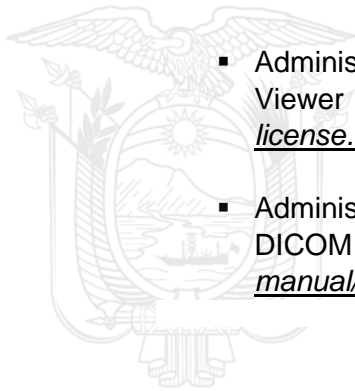 ▪ Adminis
Viewer
license.
▪ Adminis
DICOM
manual/